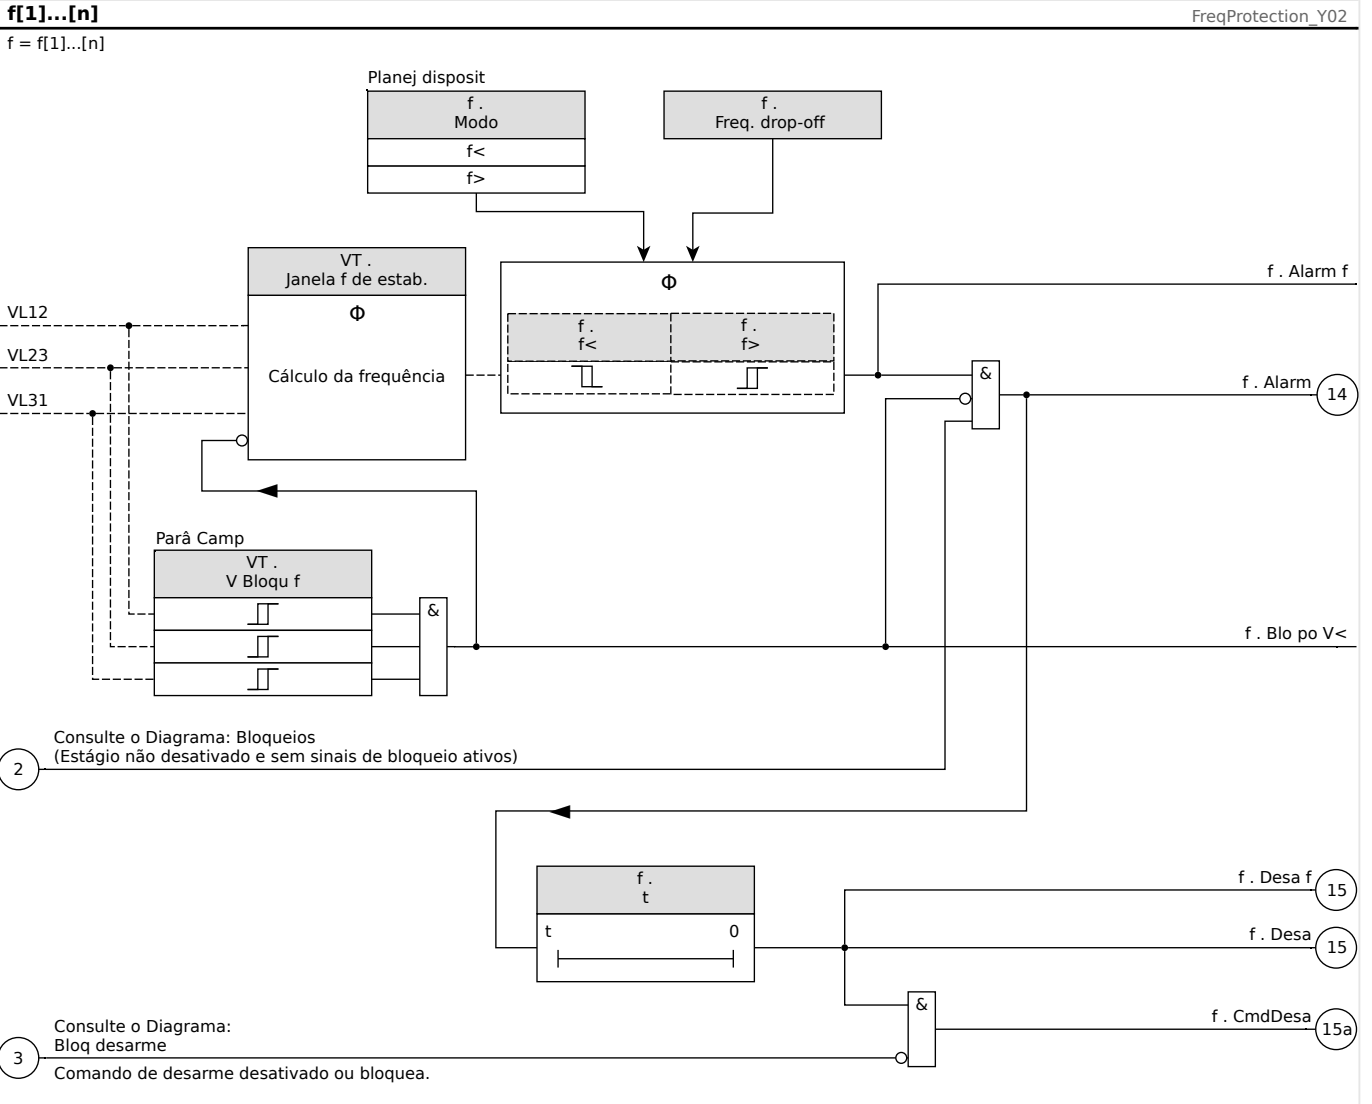 f[1]...[n]
FreqProtection_Y02
f = f[1]...[n]
Planej disposit
f .
Modo
f<
f>
f .
Freq. drop-off
VT .
Janela f de estab.
Φ
Cálculo da frequência
VL12
VL23
VL31
Φ
f .
f<
f .
f>
f . Alarm f
&
f . Alarm
14
Parâ Camp
VT .
V Bloqu f
&
f . Blo po V<
Consulte o Diagrama: Bloqueios
(Estágio não desativado e sem sinais de bloqueio ativos)
2
f .
t
t
0
f . Desa f
15
f . Desa
15
&
f . CmdDesa
15a
Consulte o Diagrama:
Bloq desarme
3
Comando de desarme desativado ou bloquea.